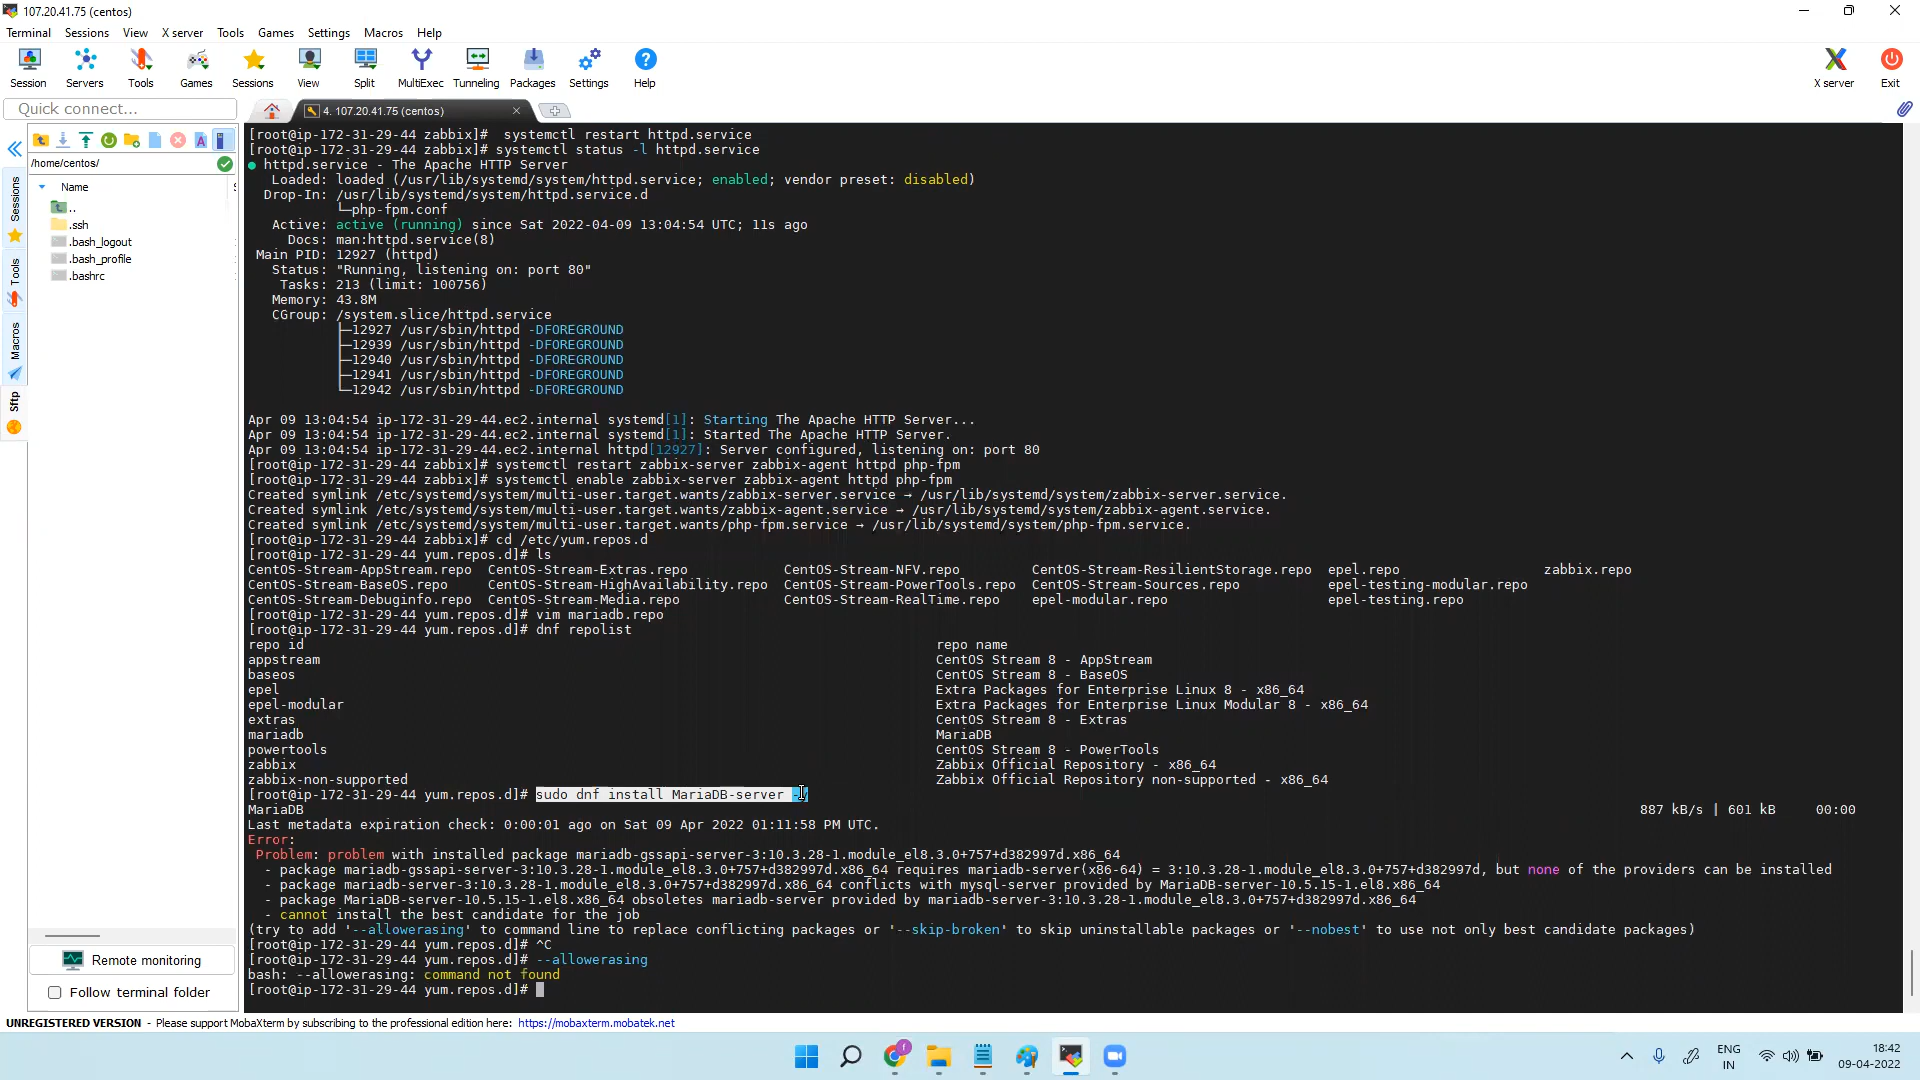 107.20.41.75 (centos)
Terminal Sessions View X server Tools Games Settings Macros Help
Session Servers Tools Games Sessions View Split MultiExec Tunneling Packages Settings Help X server Exit
Quick connect...
4. 107.20.41.75 (centos)
/home/centos/
Name
..
.ssh
.bash_logout
.bash_profile
.bashrc
Sessions
Tools
Macros
Sftp
Remote monitoring
Follow terminal folder
[root@ip-172-31-29-44 zabbix]#  systemctl restart httpd.service
[root@ip-172-31-29-44 zabbix]# systemctl status -l httpd.service
● httpd.service - The Apache HTTP Server
Loaded: loaded (/usr/lib/systemd/system/httpd.service; enabled; vendor preset: disabled)
Drop-In: /usr/lib/systemd/system/httpd.service.d
└─php-fpm.conf
Active: active (running) since Sat 2022-04-09 13:04:54 UTC; 11s ago
Docs: man:httpd.service(8)
Main PID: 12927 (httpd)
Status: "Running, listening on: port 80"
Tasks: 213 (limit: 100756)
Memory: 43.8M
CGroup: /system.slice/httpd.service
├─12927 /usr/sbin/httpd -DFOREGROUND
├─12939 /usr/sbin/httpd -DFOREGROUND
├─12940 /usr/sbin/httpd -DFOREGROUND
├─12941 /usr/sbin/httpd -DFOREGROUND
└─12942 /usr/sbin/httpd -DFOREGROUND
Apr 09 13:04:54 ip-172-31-29-44.ec2.internal systemd[1]: Starting The Apache HTTP Server...
Apr 09 13:04:54 ip-172-31-29-44.ec2.internal systemd[1]: Started The Apache HTTP Server.
Apr 09 13:04:54 ip-172-31-29-44.ec2.internal httpd[12927]: Server configured, listening on: port 80
[root@ip-172-31-29-44 zabbix]# systemctl restart zabbix-server zabbix-agent httpd php-fpm
[root@ip-172-31-29-44 zabbix]# systemctl enable zabbix-server zabbix-agent httpd php-fpm
Created symlink /etc/systemd/system/multi-user.target.wants/zabbix-server.service → /usr/lib/systemd/system/zabbix-server.service.
Created symlink /etc/systemd/system/multi-user.target.wants/zabbix-agent.service → /usr/lib/systemd/system/zabbix-agent.service.
Created symlink /etc/systemd/system/multi-user.target.wants/php-fpm.service → /usr/lib/systemd/system/php-fpm.service.
[root@ip-172-31-29-44 zabbix]# cd /etc/yum.repos.d
[root@ip-172-31-29-44 yum.repos.d]# ls
CentOS-Stream-AppStream.repo CentOS-Stream-Extras.repo CentOS-Stream-NFV.repo CentOS-Stream-ResilientStorage.repo epel.repo zabbix.repo
CentOS-Stream-BaseOS.repo CentOS-Stream-HighAvailability.repo CentOS-Stream-PowerTools.repo CentOS-Stream-Sources.repo epel-testing-modular.repo
CentOS-Stream-Debuginfo.repo CentOS-Stream-Media.repo CentOS-Stream-RealTime.repo epel-modular.repo epel-testing.repo
[root@ip-172-31-29-44 yum.repos.d]# vim mariadb.repo
[root@ip-172-31-29-44 yum.repos.d]# dnf repolist
repo id repo name
appstream CentOS Stream 8 - AppStream
baseos CentOS Stream 8 - BaseOS
epel Extra Packages for Enterprise Linux 8 - x86_64
epel-modular Extra Packages for Enterprise Linux Modular 8 - x86_64
extras CentOS Stream 8 - Extras
mariadb MariaDB
powertools CentOS Stream 8 - PowerTools
zabbix Zabbix Official Repository - x86_64
zabbix-non-supported Zabbix Official Repository non-supported - x86_64
[root@ip-172-31-29-44 yum.repos.d]# sudo dnf install MariaDB-server
MariaDB 887 kB/s | 601 kB 00:00
Last metadata expiration check: 0:00:01 ago on Sat 09 Apr 2022 01:11:58 PM UTC.
Error:
Problem: problem with installed package mariadb-gssapi-server-3:10.3.28-1.module_el8.3.0+757+d382997d.x86_64
- package mariadb-gssapi-server-3:10.3.28-1.module_el8.3.0+757+d382997d.x86_64 requires mariadb-server(x86-64) = 3:10.3.28-1.module_el8.3.0+757+d382997d, but none of the providers can be installed
- package mariadb-server-3:10.3.28-1.module_el8.3.0+757+d382997d.x86_64 conflicts with mysql-server provided by MariaDB-server-10.5.15-1.el8.x86_64
- package MariaDB-server-10.5.15-1.el8.x86_64 obsoletes mariadb-server provided by mariadb-server-3:10.3.28-1.module_el8.3.0+757+d382997d.x86_64
- cannot install the best candidate for the job
(try to add '--allowerasing' to command line to replace conflicting packages or '--skip-broken' to skip uninstallable packages or '--nobest' to use not only best candidate packages)
[root@ip-172-31-29-44 yum.repos.d]# ^C
[root@ip-172-31-29-44 yum.repos.d]# --allowerasing
bash: --allowerasing: command not found
[root@ip-172-31-29-44 yum.repos.d]#
UNREGISTERED VERSION - Please support MobaXterm by subscribing to the professional edition here: https://mobaxterm.mobatek.net
ENG
IN
18:42
09-04-2022